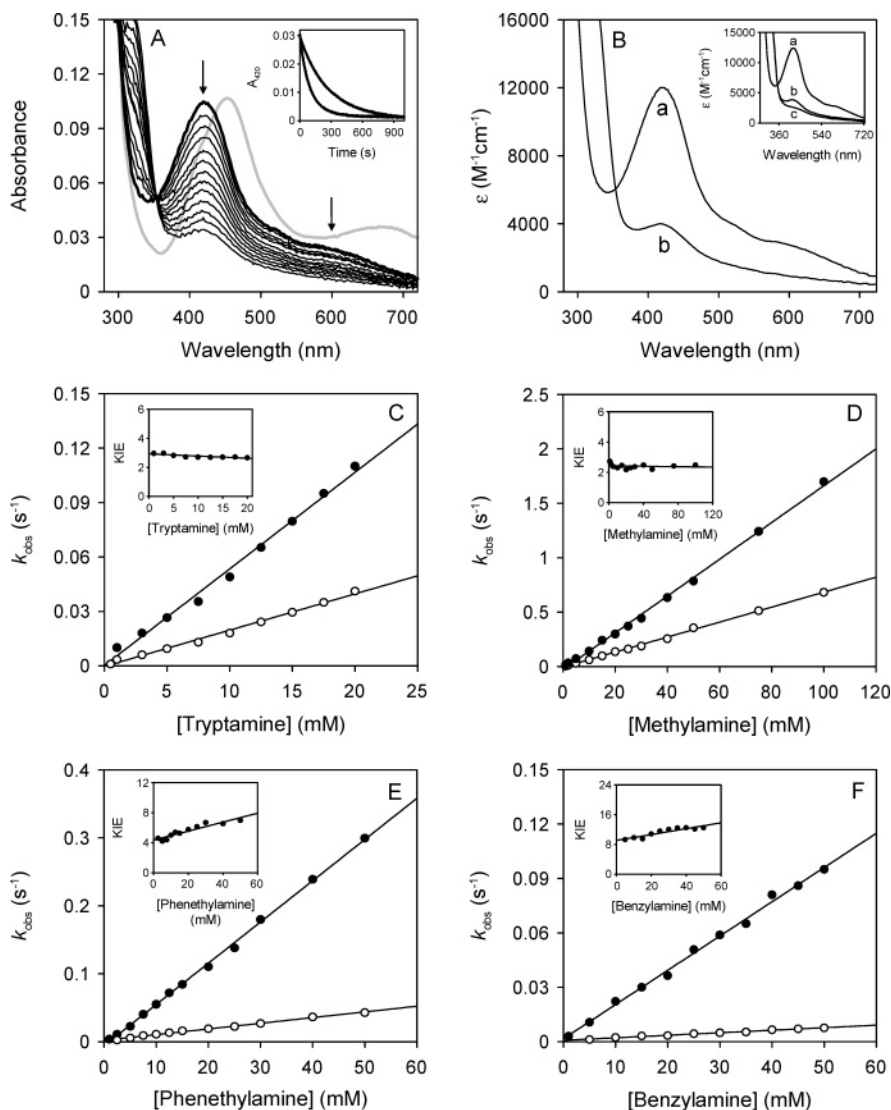 A
Absorbance
0.15
0.12
0.09
0.06
0.03
0
300 400 500 600 700
Wavelength (nm)
A420
0.03
0.02
0.01
0
0 300 600 900
Time (s)
B
ε (M-1cm-1)
16000
12000
8000
4000
0
a
b
300 400 500 600 700
Wavelength (nm)
ε (M-1cm-1)
15000
10000
5000
0
a
b
c
360 540 720
Wavelength (nm)
C
kobs (s-1)
0.15
0.12
0.09
0.06
0.03
0
0 5 10 15 20 25
[Tryptamine] (mM)
KIE
6
4
2
0
0 5 10 15 20
[Tryptamine] (mM)
D
kobs (s-1)
2.5
2
1.5
1
0.5
0
0 20 40 60 80 100 120
[Methylamine] (mM)
KIE
6
4
2
0
0 40 80 120
[Methylamine] (mM)
E
kobs (s-1)
0.4
0.3
0.2
0.1
0
0 10 20 30 40 50 60
[Phenethylamine] (mM)
KIE
12
8
4
0
0 10 20 30 40 50 60
[Phenethylamine]
(mM)
F
kobs (s-1)
0.15
0.12
0.09
0.06
0.03
0
0 10 20 30 40 50 60
[Benzylamine] (mM)
KIE
24
18
12
6
0
0 10 20 30 40 50 60
[Benzylamine] (mM)